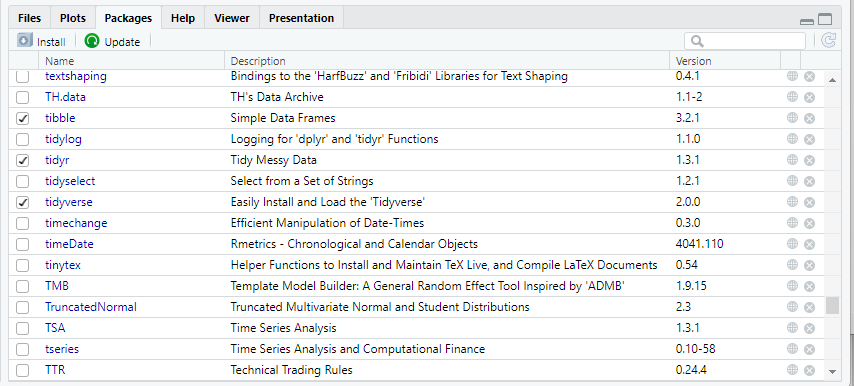 Files Plots Packages Help Viewer Presentation
Install Update
Name Description Version
textshaping Bindings to the 'HarfBuzz' and 'Fribidi' Libraries for Text Shaping 0.4.1
TH.data TH's Data Archive 1.1-2
tibble Simple Data Frames 3.2.1
tidylog Logging for 'dplyr' and 'tidyr' Functions 1.1.0
tidyr Tidy Messy Data 1.3.1
tidyselect Select from a Set of Strings 1.2.1
tidyverse Easily Install and Load the 'Tidyverse' 2.0.0
timechange Efficient Manipulation of Date-Times 0.3.0
timeDate Rmetrics - Chronological and Calendar Objects 4041.110
tinytex Helper Functions to Install and Maintain TeX Live, and Compile LaTeX Documents 0.54
TMB Template Model Builder: A General Random Effect Tool Inspired by 'ADMB' 1.9.15
TruncatedNormal Truncated Multivariate Normal and Student Distributions 2.3
TSA Time Series Analysis 1.3.1
tseries Time Series Analysis and Computational Finance 0.10-58
TTR Technical Trading Rules 0.24.4